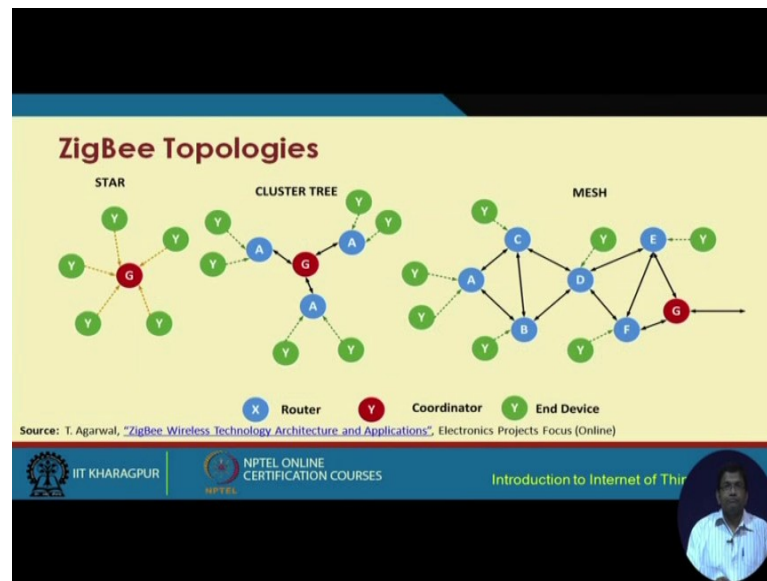 ZigBee Topologies
STAR
CLUSTER TREE
MESH
Y
Y
Y
G
Y
Y
Y
Y
Y
A
Y
G
A
Y
Y
A
Y
Y
Y
C
Y
E
Y
Y
A
D
Y
B
Y
Y
F
G
X Router
Y Coordinator
Y End Device
Source: T. Agarwal, "ZigBee Wireless Technology Architecture and Applications", Electronics Projects Focus (Online)
IIT KHARAGPUR
NPTEL
NPTEL ONLINE
CERTIFICATION COURSES
Introduction to Internet of Thin